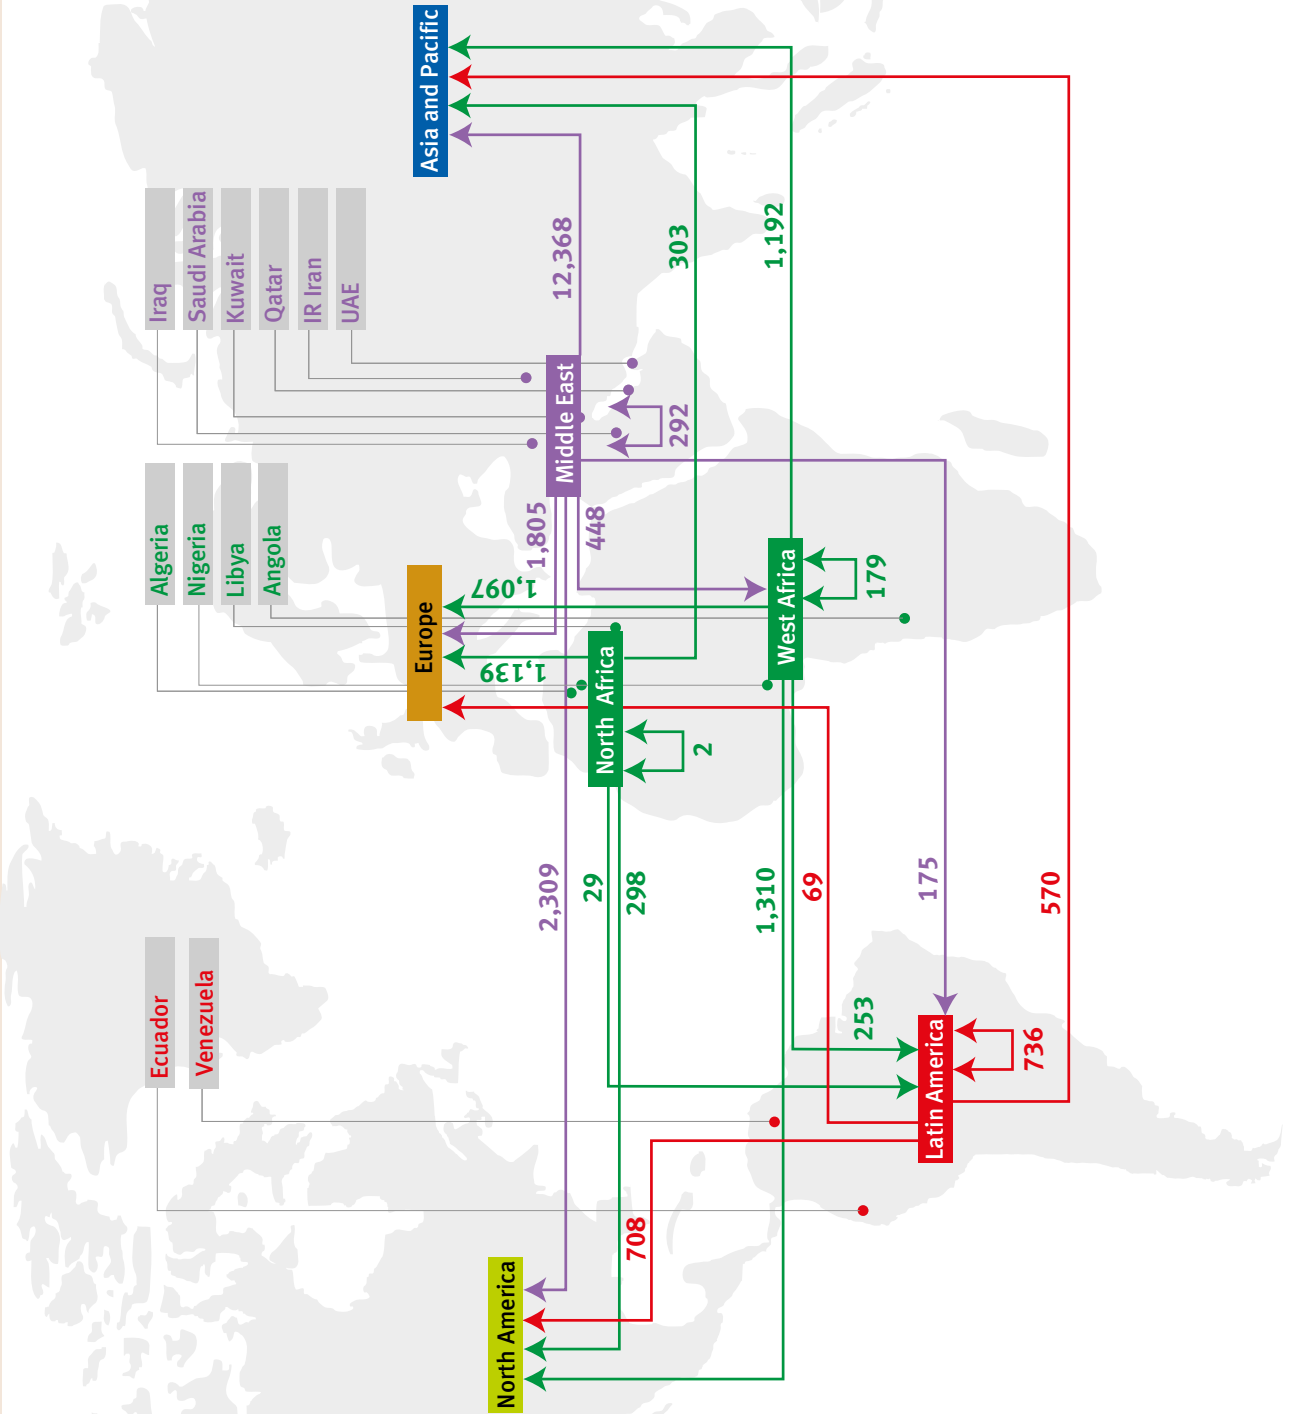 Ecuador
Venezuela
Algeria
Nigeria
Libya
Angola
Iraq
Saudi Arabia
Kuwait
Qatar
IR Iran
UAE
Asia and Pacific
Europe
North America
Middle East
North Africa
West Africa
Latin America
12,368
303
1,192
292
1,805
448
1,097
1,139
179
2
2,309
29
298
1,310
69
175
570
253
736
708